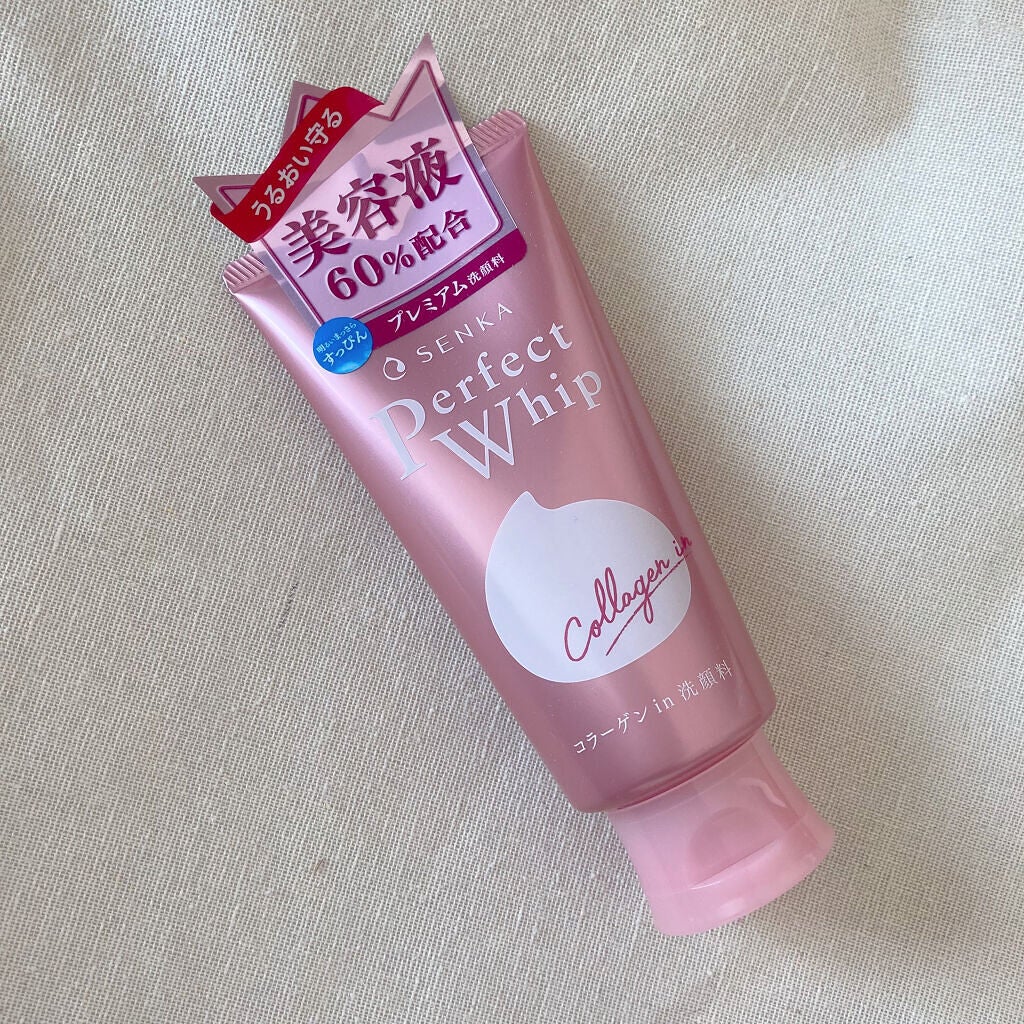 うるおい守る
美容液
60%配合
プレミアム洗顔料
明るいまっさら
すっぴん
SENKA
Perfect
Whip
Collagen in
コラーゲン in 洗顔料